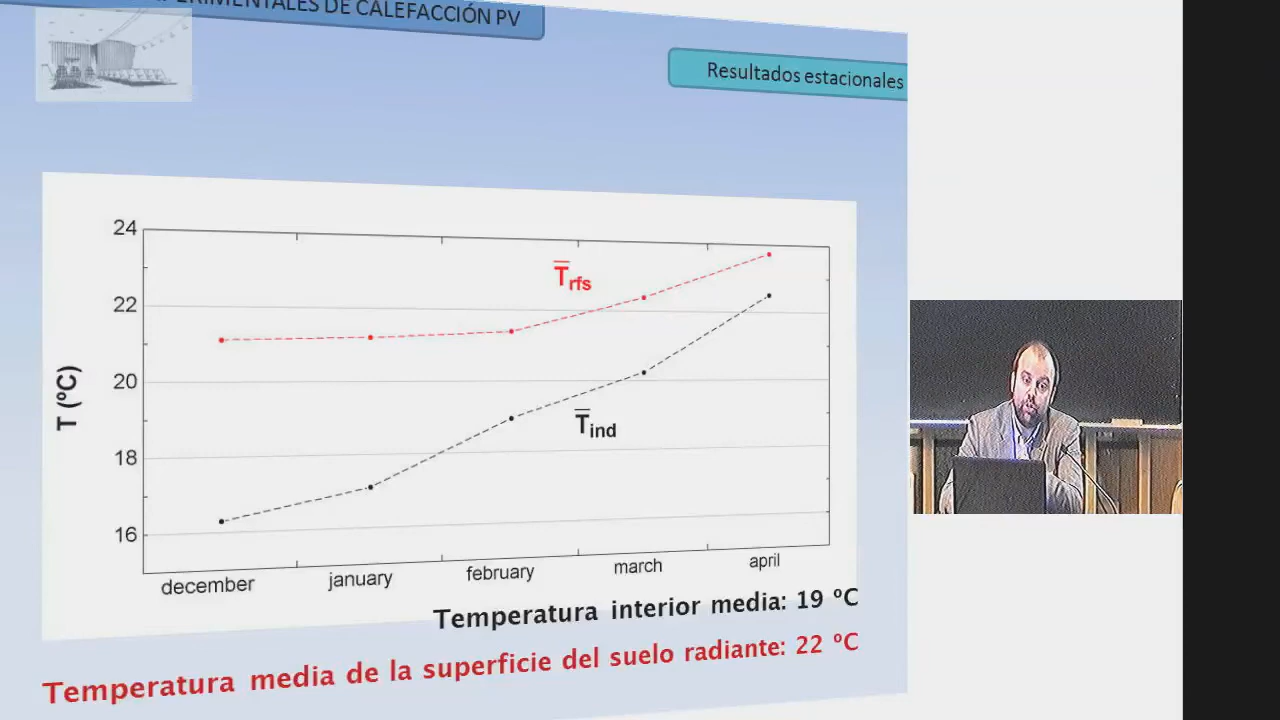 DE CALEFACCIÓN PV
Resultados estacionales
24
22
20
18
16
T (ºC)
T̅rfs
T̅ind
december january february march april
Temperatura interior media: 19 ºC
Temperatura media de la superficie del suelo radiante: 22 ºC